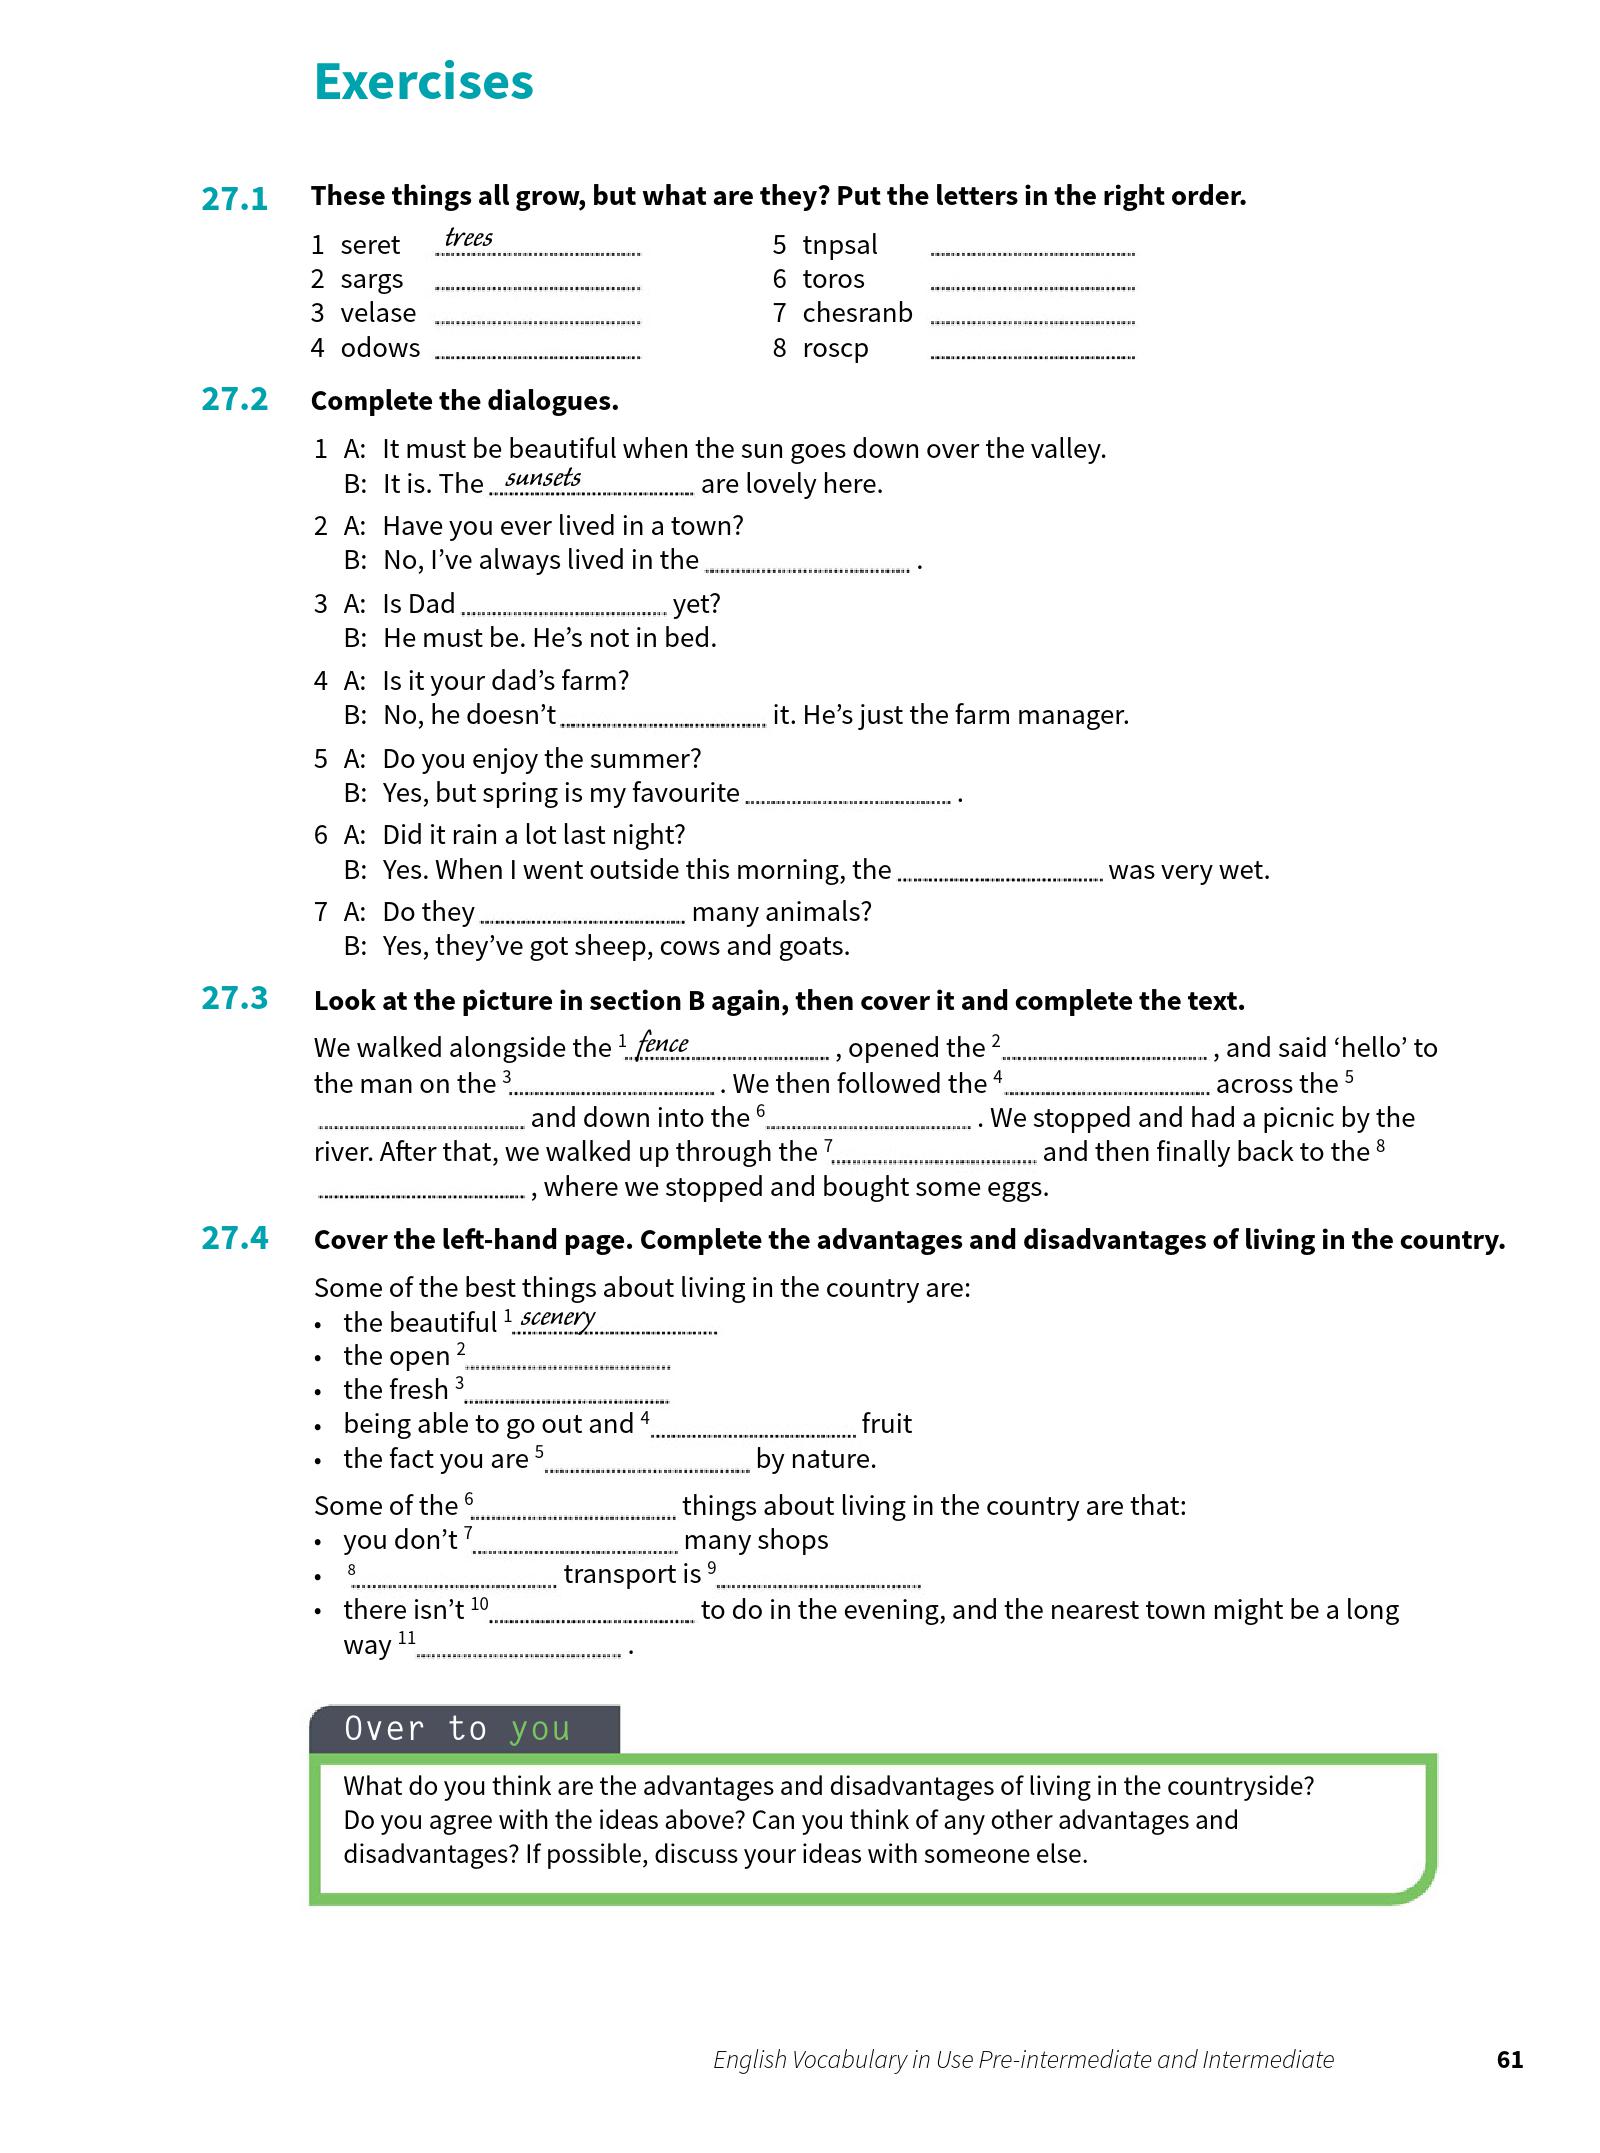 Exercises
27.1 These things all grow, but what are they? Put the letters in the right order.
1 seret trees 5 tnpsal
2 sargs 6 toros
3 velase 7 chesranb
4 odows 8 roscp
27.2 Complete the dialogues.
1 A: It must be beautiful when the sun goes down over the valley.
B: It is. The sunsets are lovely here.
2 A: Have you ever lived in a town?
B: No, I’ve always lived in the .
3 A: Is Dad yet?
B: He must be. He’s not in bed.
4 A: Is it your dad’s farm?
B: No, he doesn’t it. He’s just the farm manager.
5 A: Do you enjoy the summer?
B: Yes, but spring is my favourite .
6 A: Did it rain a lot last night?
B: Yes. When I went outside this morning, the was very wet.
7 A: Do they many animals?
B: Yes, they’ve got sheep, cows and goats.
27.3 Look at the picture in section B again, then cover it and complete the text.
We walked alongside the 1 fence , opened the 2 , and said ‘hello’ to
the man on the 3 . We then followed the 4 across the 5
and down into the 6 . We stopped and had a picnic by the
river. After that, we walked up through the 7 and then finally back to the 8
, where we stopped and bought some eggs.
27.4 Cover the left-hand page. Complete the advantages and disadvantages of living in the country.
Some of the best things about living in the country are:
• the beautiful 1 scenery
• the open 2
• the fresh 3
• being able to go out and 4 fruit
• the fact you are 5 by nature.
Some of the 6 things about living in the country are that:
• you don’t 7 many shops
• 8 transport is 9
• there isn’t 10 to do in the evening, and the nearest town might be a long
way 11 .
Over to you
What do you think are the advantages and disadvantages of living in the countryside?
Do you agree with the ideas above? Can you think of any other advantages and
disadvantages? If possible, discuss your ideas with someone else.
English Vocabulary in Use Pre-intermediate and Intermediate 61